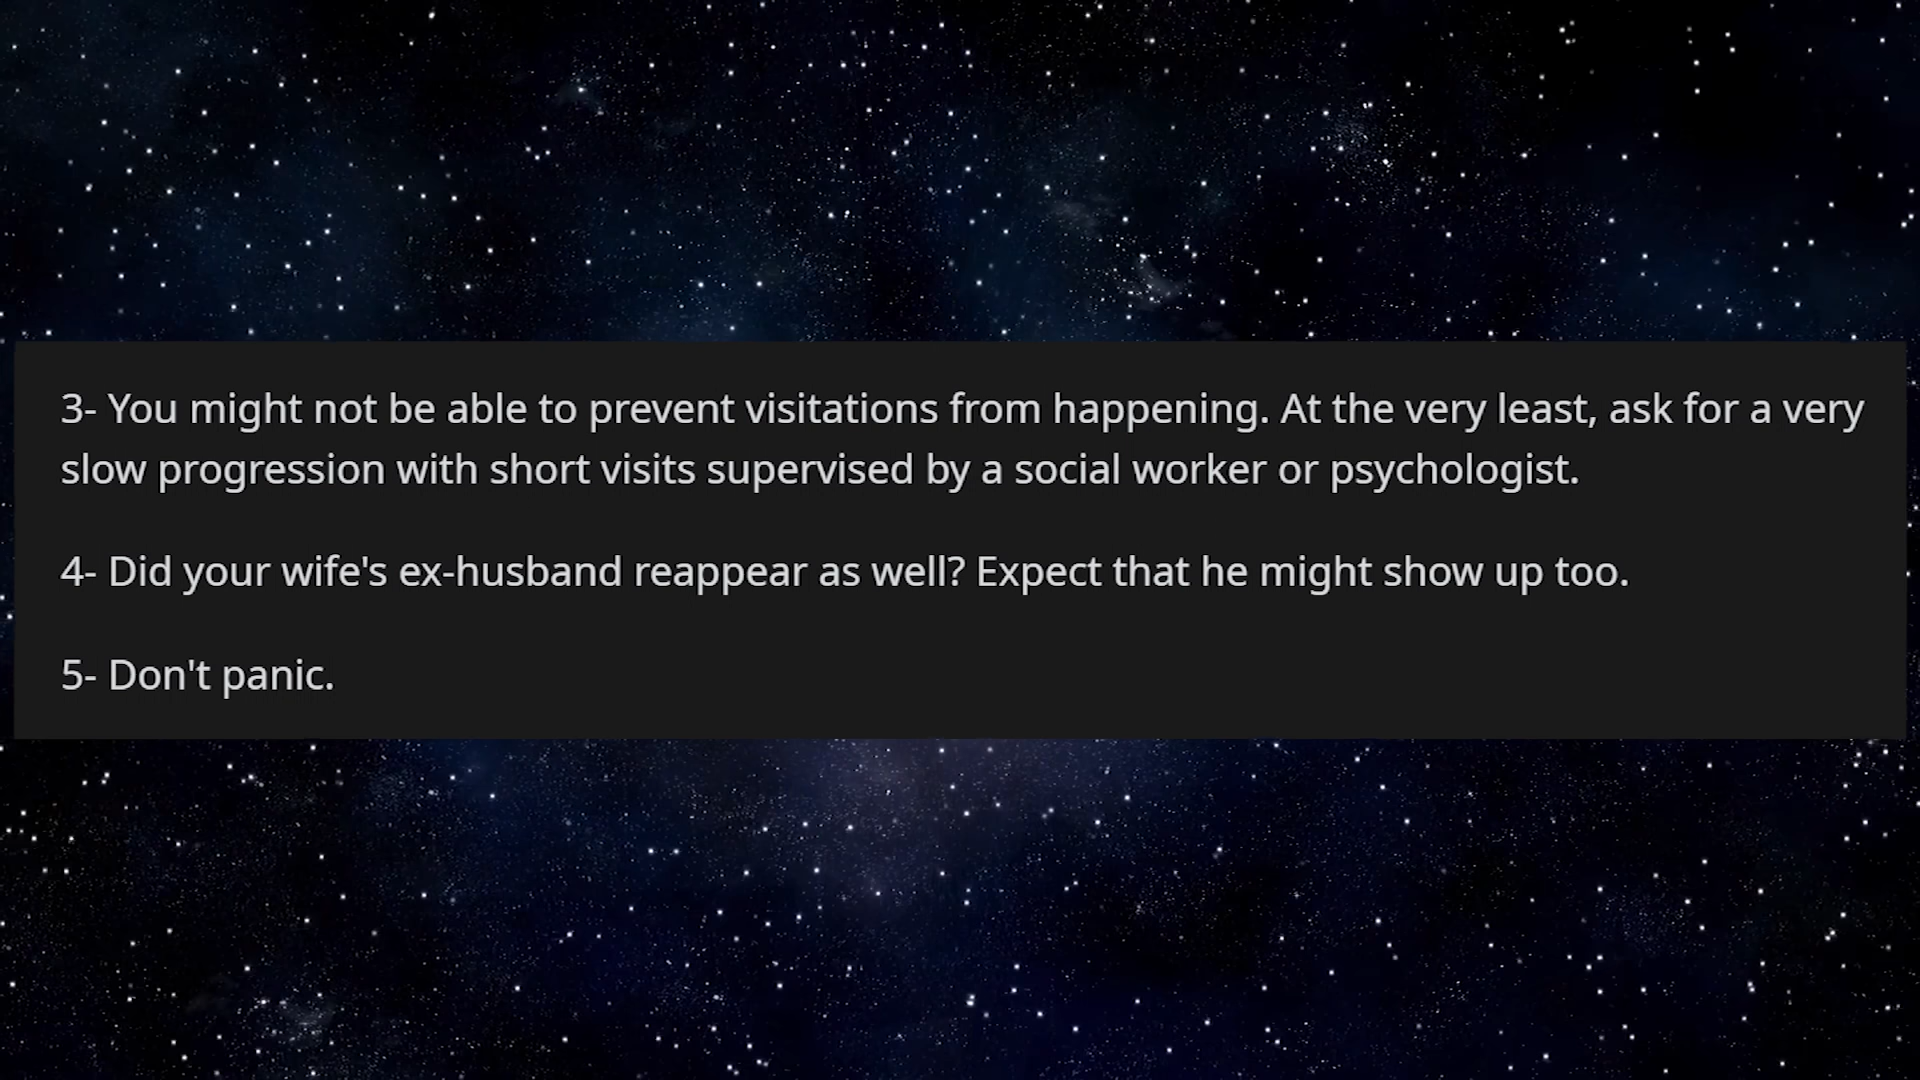 3- You might not be able to prevent visitations from happening. At the very least, ask for a very
slow progression with short visits supervised by a social worker or psychologist.
4- Did your wife's ex-husband reappear as well? Expect that he might show up too.
5- Don't panic.